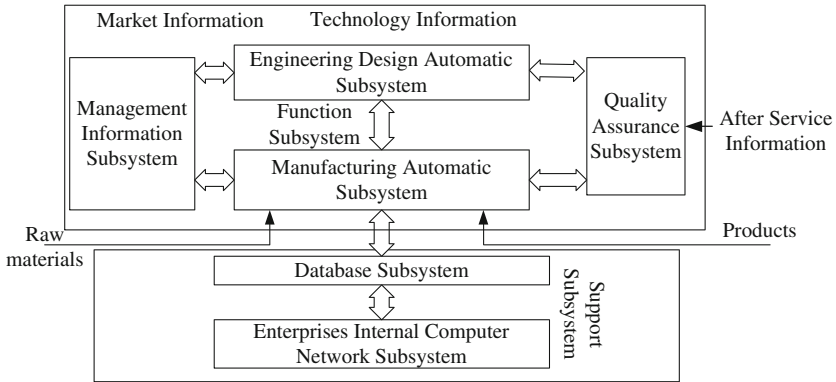 Market Information
Technology Information
Engineering Design Automatic
Subsystem
Management
Information
Subsystem
Function
Subsystem
Quality
Assurance
Subsystem
After Service
Information
Manufacturing Automatic
Subsystem
Raw
materials
Products
Database Subsystem
Support
Subsystem
Enterprises Internal Computer
Network Subsystem